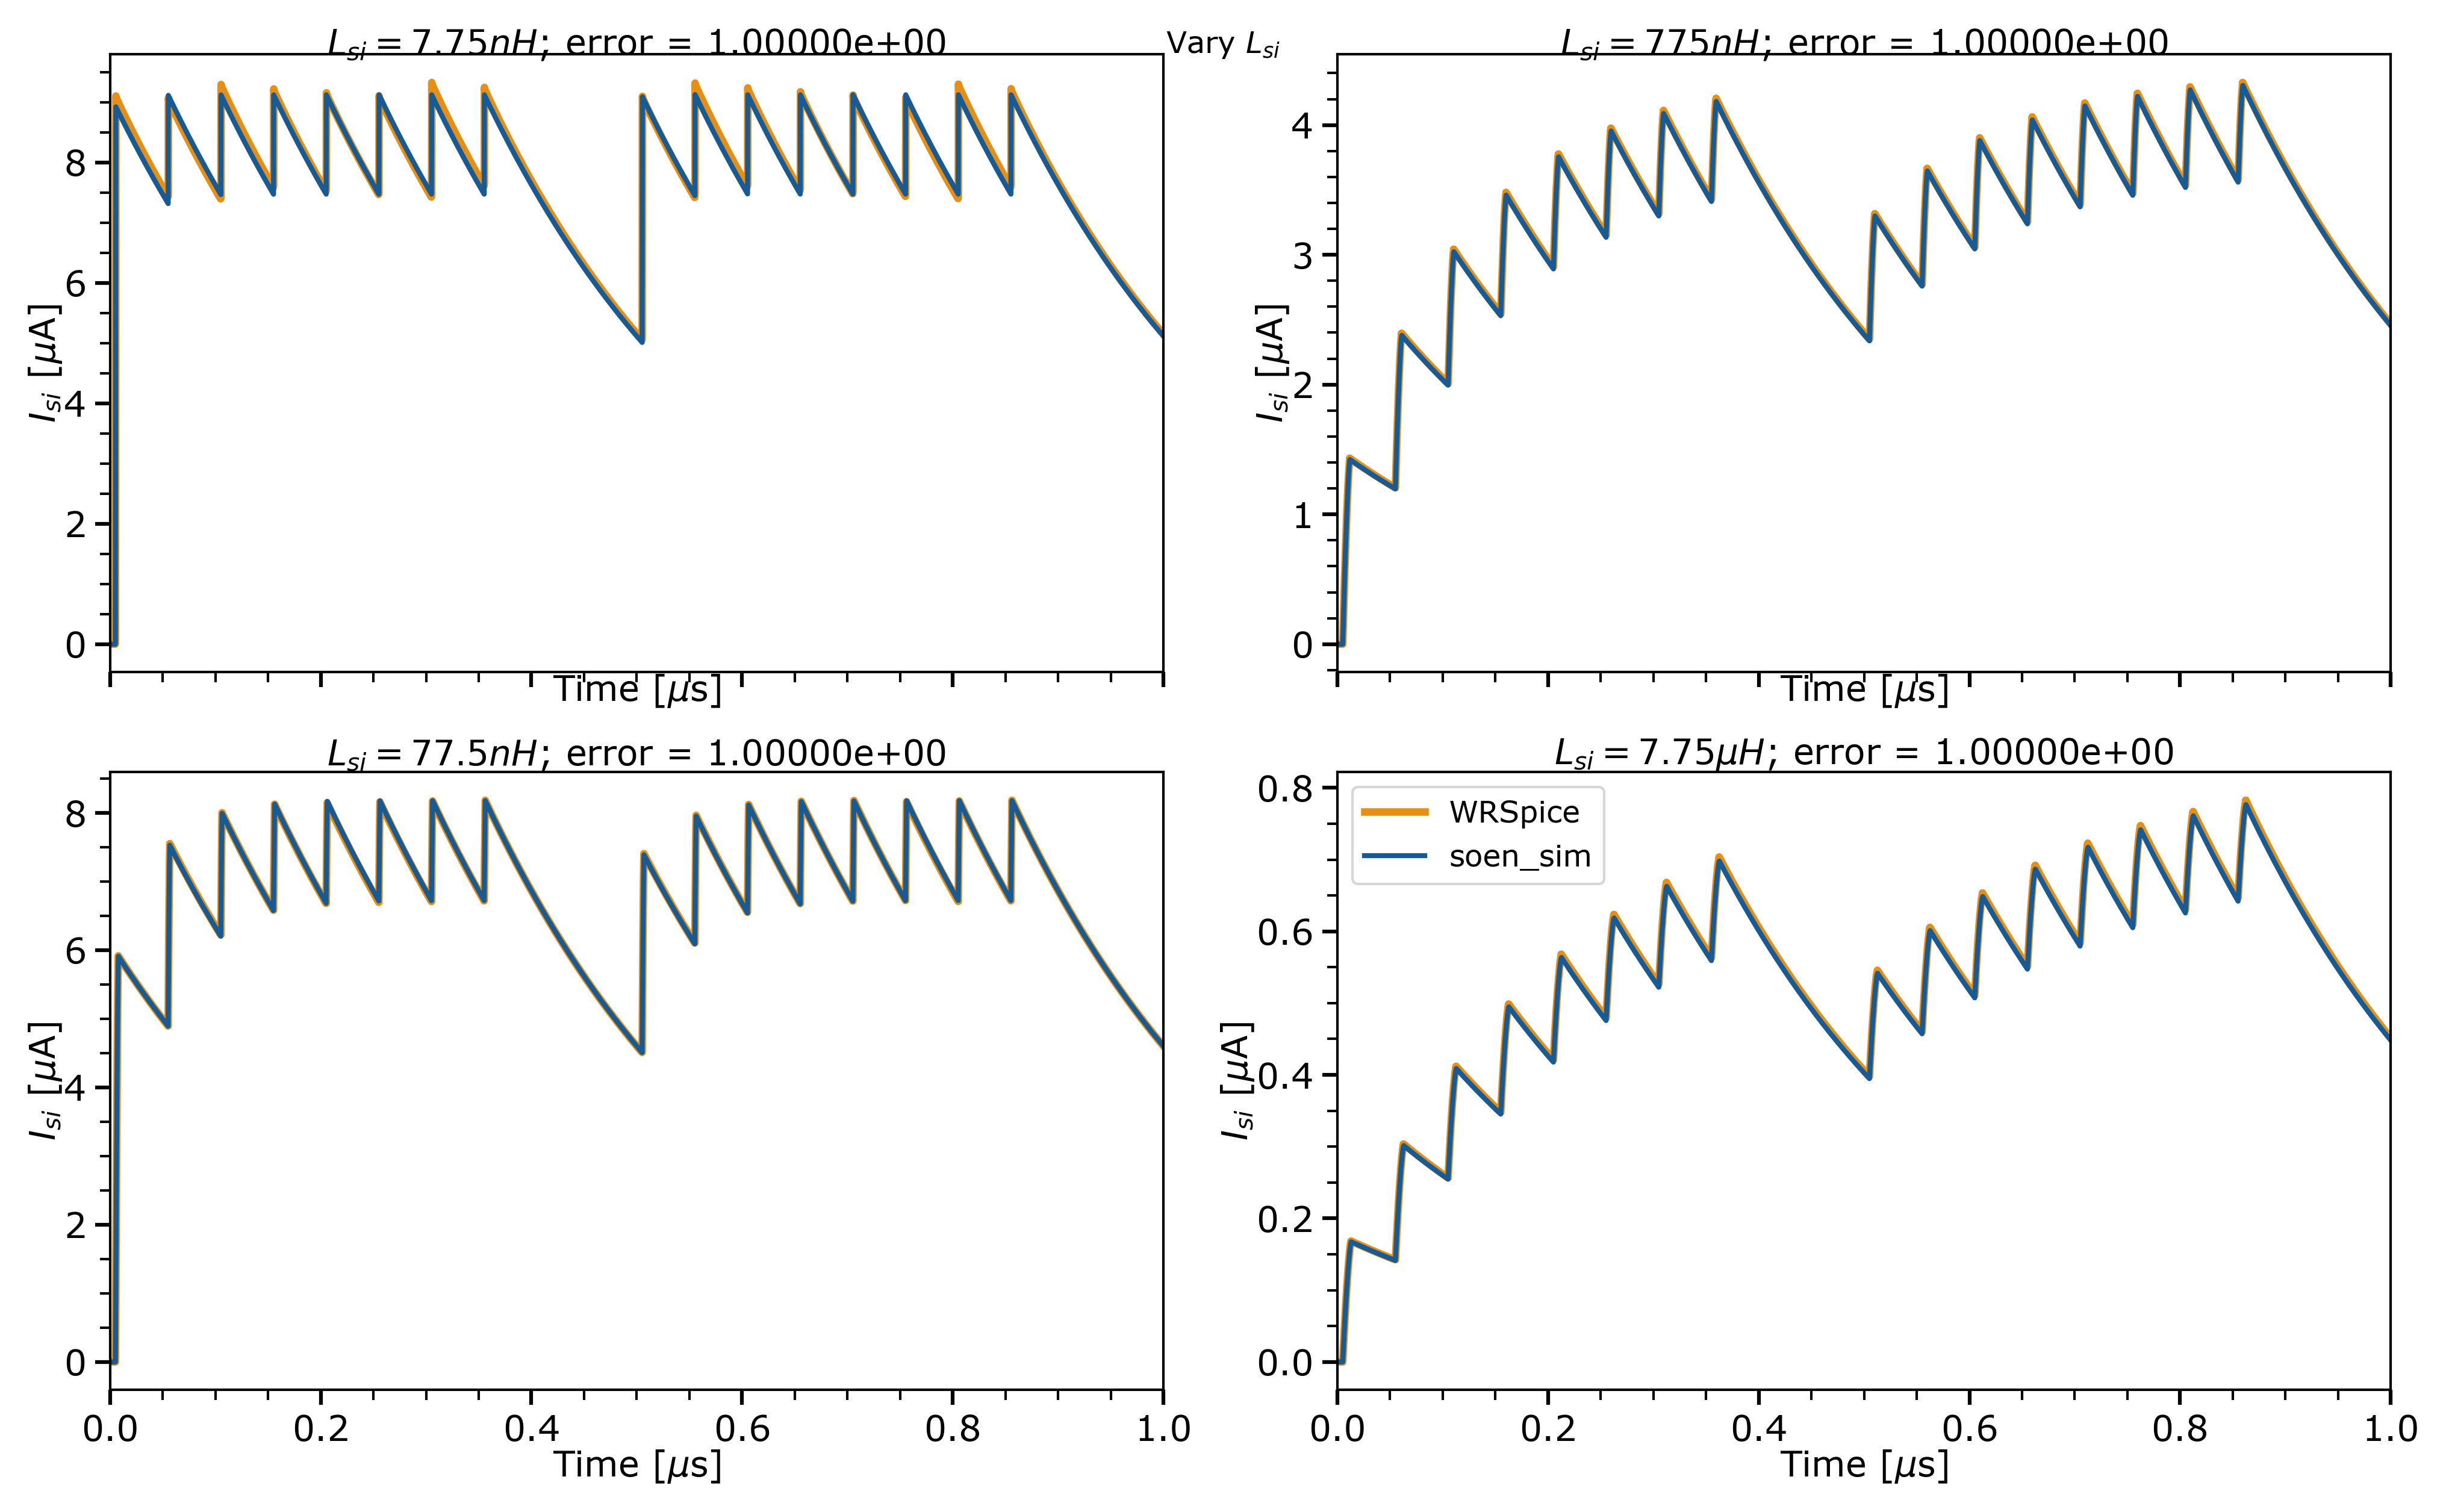 Vary L_si
L_si = 7.75nH; error = 1.00000e+00
I_si [μA]
8
6
4
2
0
Time [μs]
L_si = 775nH; error = 1.00000e+00
I_si [μA]
4
3
2
1
0
Time [μs]
L_si = 77.5nH; error = 1.00000e+00
I_si [μA]
8
6
4
2
0
0.0 0.2 0.4 0.6 0.8 1.0
Time [μs]
L_si = 7.75μH; error = 1.00000e+00
WRSpice
soen_sim
I_si [μA]
0.8
0.6
0.4
0.2
0.0
0.0 0.2 0.4 0.6 0.8 1.0
Time [μs]